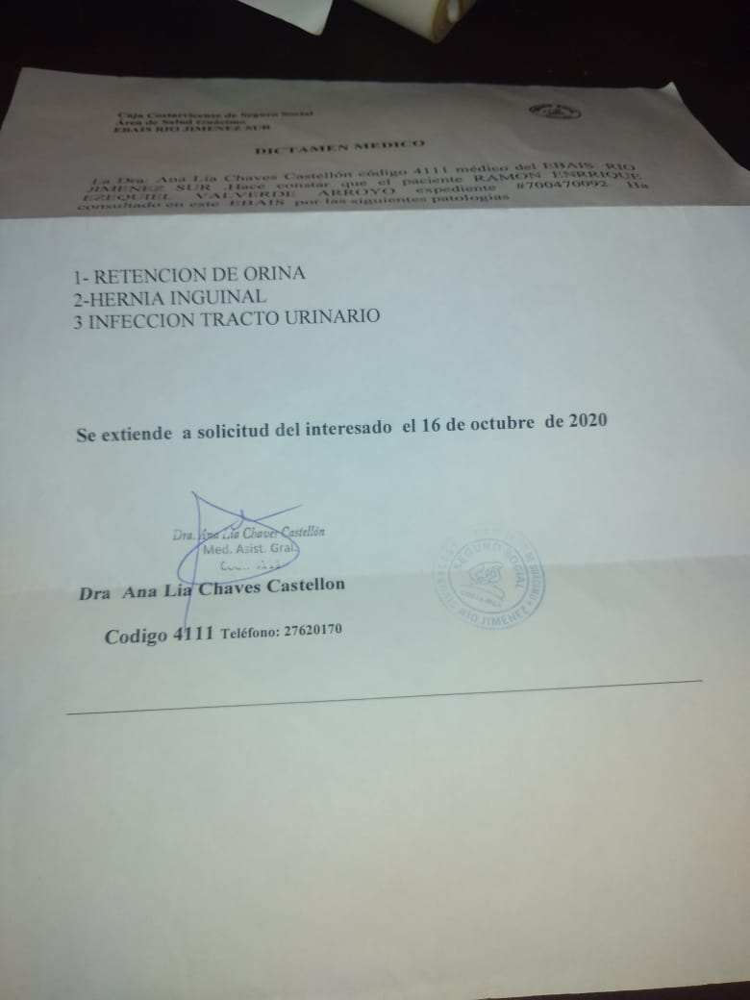 Caja Costarricense de Seguro Social
Área de Salud Guácimo
EBAIS RIO JIMENEZ SUR
DICTAMEN MEDICO
La Dra: Ana Lía Chaves Castellón código 4111 médico del EBAIS RIO
JIMENEZ SUR .Hace constar que el paciente RAMON ENRRIQUE
EZEQUIEL VALVERDE ARROYO expediente #700470092 Ha
consultado en este EBAIS por las siguientes patologias
1- RETENCION DE ORINA
2-HERNIA INGUINAL
3 INFECCION TRACTO URINARIO
Se extiende a solicitud del interesado el 16 de octubre de 2020
Dra. Ana Lía Chaves Castellón
Med. Asist. Gral.
Dra Ana Lia Chaves Castellon
Codigo 4111 Teléfono: 27620170
SEGURO SOCIAL
COSTA RICA
RIO JIMENEZ